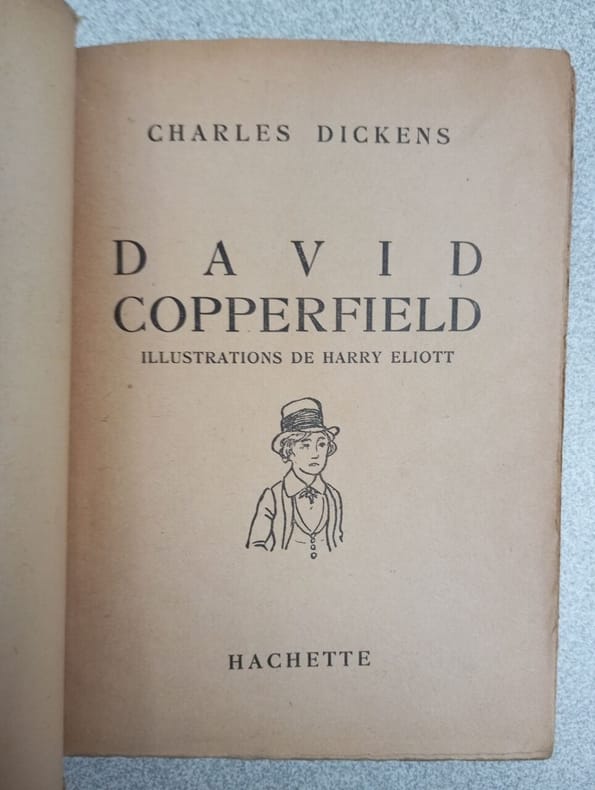 CHARLES DICKENS
DAVID
COPPERFIELD
ILLUSTRATIONS DE HARRY ELIOTT
HACHETTE